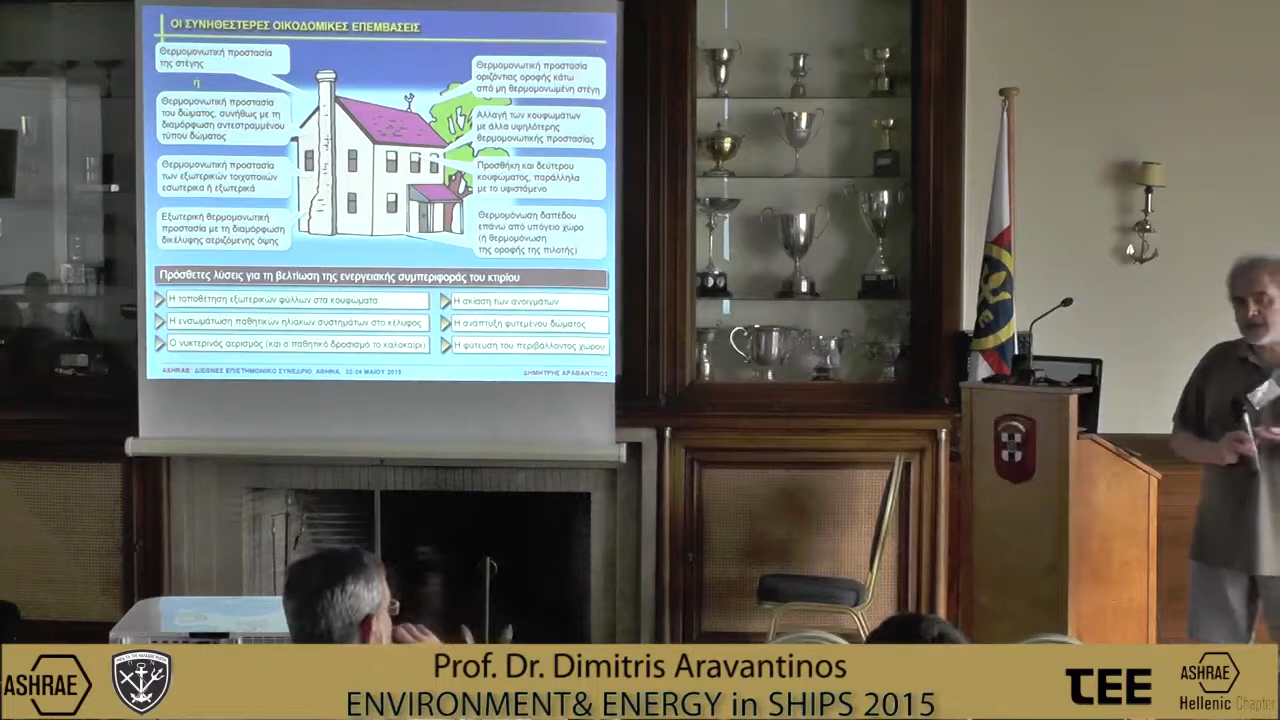 ΟΙ ΣΥΝΗΘΕΣΤΕΡΕΣ ΟΙΚΟΔΟΜΙΚΕΣ ΕΠΕΜΒΑΣΕΙΣ
Θερμομονωτική προστασία
της στέγης
ή
Θερμομονωτική προστασία
του δώματος, συνήθως με τη
διαμόρφωση αντεστραμμένου
τύπου δώματος
Θερμομονωτική προστασία
των εξωτερικών τοιχοποιιών
εσωτερικα ή εξωτερικά
Εξωτερική θερμομονωτική
προστασία με τη διαμόρφωση
δικέλυφης αεριζόμενης όψης
Θερμομονωτική προστασία
οριζόντιας οροφής κάτω
από μη θερμομονωμένη στέγη
Αλλαγή των κουφωμάτων
με άλλα υψηλότερης
θερμομονωτικής προστασίας
Προσθήκη και δεύτερου
κουφώματος, παράλληλα
με το υφιστάμενο
Θερμομόνωση δαπέδου
επάνω από υπόγειο χώρο
(ή θερμομόνωση
της οροφής της πιλοτής)
Πρόσθετες λύσεις για τη βελτίωση της ενεργειακής συμπεριφοράς του κτιρίου
Η τοποθέτηση εξωτερικών φύλλων στα κουφώματα
Η ενσωμάτωση παθητικών ηλιακών συστημάτων στο κέλυφος
Ο νυκτερινός αερισμός (και ο παθητικό δροσισμό το καλοκαίρι)
Η σκίαση των ανοιγμάτων
Η ανάπτυξη φυτεμένου δώματος
Η φύτευση του περιβάλλοντος χώρου
ASHRAE: ΔΙΕΘΝΕΣ ΕΠΙΣΤΗΜΟΝΙΚΟ ΣΥΝΕΔΡΙΟ, ΑΘΗΝΑ, 22-24 ΜΑΪΟΥ 2015
ΔΗΜΗΤΡΗΣ ΑΡΑΒΑΝΤΙΝΟΣ
ASHRAE
Prof. Dr. Dimitris Aravantinos
ENVIRONMENT& ENERGY in SHIPS 2015
TEE
ASHRAE
Hellenic Chapter